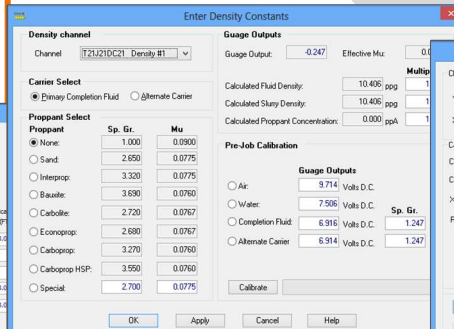 Enter Density Constants
Density channel
Channel T21J21DC21 Density #1
Carrier Select
Primary Completion Fluid Alternate Carrier
Proppant Select
Proppant Sp. Gr. Mu
None: 1.000 0.0900
Sand: 2.650 0.0775
Interprop: 3.320 0.0775
Bauxite: 3.690 0.0760
Carbolite: 2.720 0.0767
Econoprop: 2.680 0.0767
Carboprop: 3.270 0.0760
Carboprop HSP: 3.550 0.0760
Special: 2.700 0.0775
Guage Outputs
Guage Output: -0.247 Effective Mu: 0.0
Multip
Calculated Fluid Density: 10.406 ppg 1
Calculated Slurry Density: 10.406 ppg 1
Calculated Proppant Concentration: 0.000 ppA 1
Pre-Job Calibration
Guage Outputs
Air: 9.714 Volts D.C.
Water: 7.506 Volts D.C. Sp. Gr.
Completion Fluid: 6.916 Volts D.C. 1.247
Alternate Carrier 6.914 Volts D.C. 1.247
Calibrate
OK Apply Cancel Help